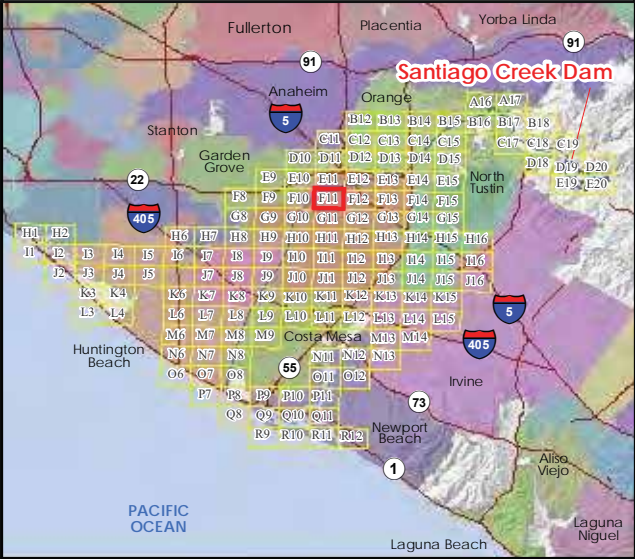 Fullerton
Placentia
Yorba Linda
91
91
Santiago Creek Dam
Anaheim
Orange
A16 A17
5
B12 B13 B14 B15 B16 B17 B18
Stanton
C11 C12 C13 C14 C15 C17 C18 C19
Garden
Grove
D10 D11 D12 D13 D14 D15 D18 D19 D20
North
Tustin
E9 E10 E11 E12 E13 E14 E15 E19 E20
22
F8 F9 F10 F11 F12 F13 F14 F15
405
G8 G9 G10 G11 G12 G13 G14 G15
H1 H2 H6 H7 H8 H9 H10 H11 H12 H13 H14 H15 H16
I1 I2 I3 I4 I5 I6 I7 I8 I9 I10 I11 I12 I13 I14 I15 I16
J2 J3 J4 J5 J7 J8 J9 J10 J11 J12 J13 J14 J15 J16
K3 K4 K6 K7 K8 K9 K10 K11 K12 K13 K14 K15
5
L3 L4 L6 L7 L8 L9 L10 L11 L12 L13 L14 L15
M6 M7 M8 M9 Costa Mesa M13 M14
405
Huntington
Beach
N6 N7 N8 N11 N12 N13
55
O6 O7 O8 O11 O12
Irvine
P7 P8 P9 P10 P11
73
Q8 Q9 Q10 Q11
Newport
Beach
R9 R10 R11 R12
1
Aliso
Viejo
PACIFIC
OCEAN
Laguna
Niguel
Laguna Beach